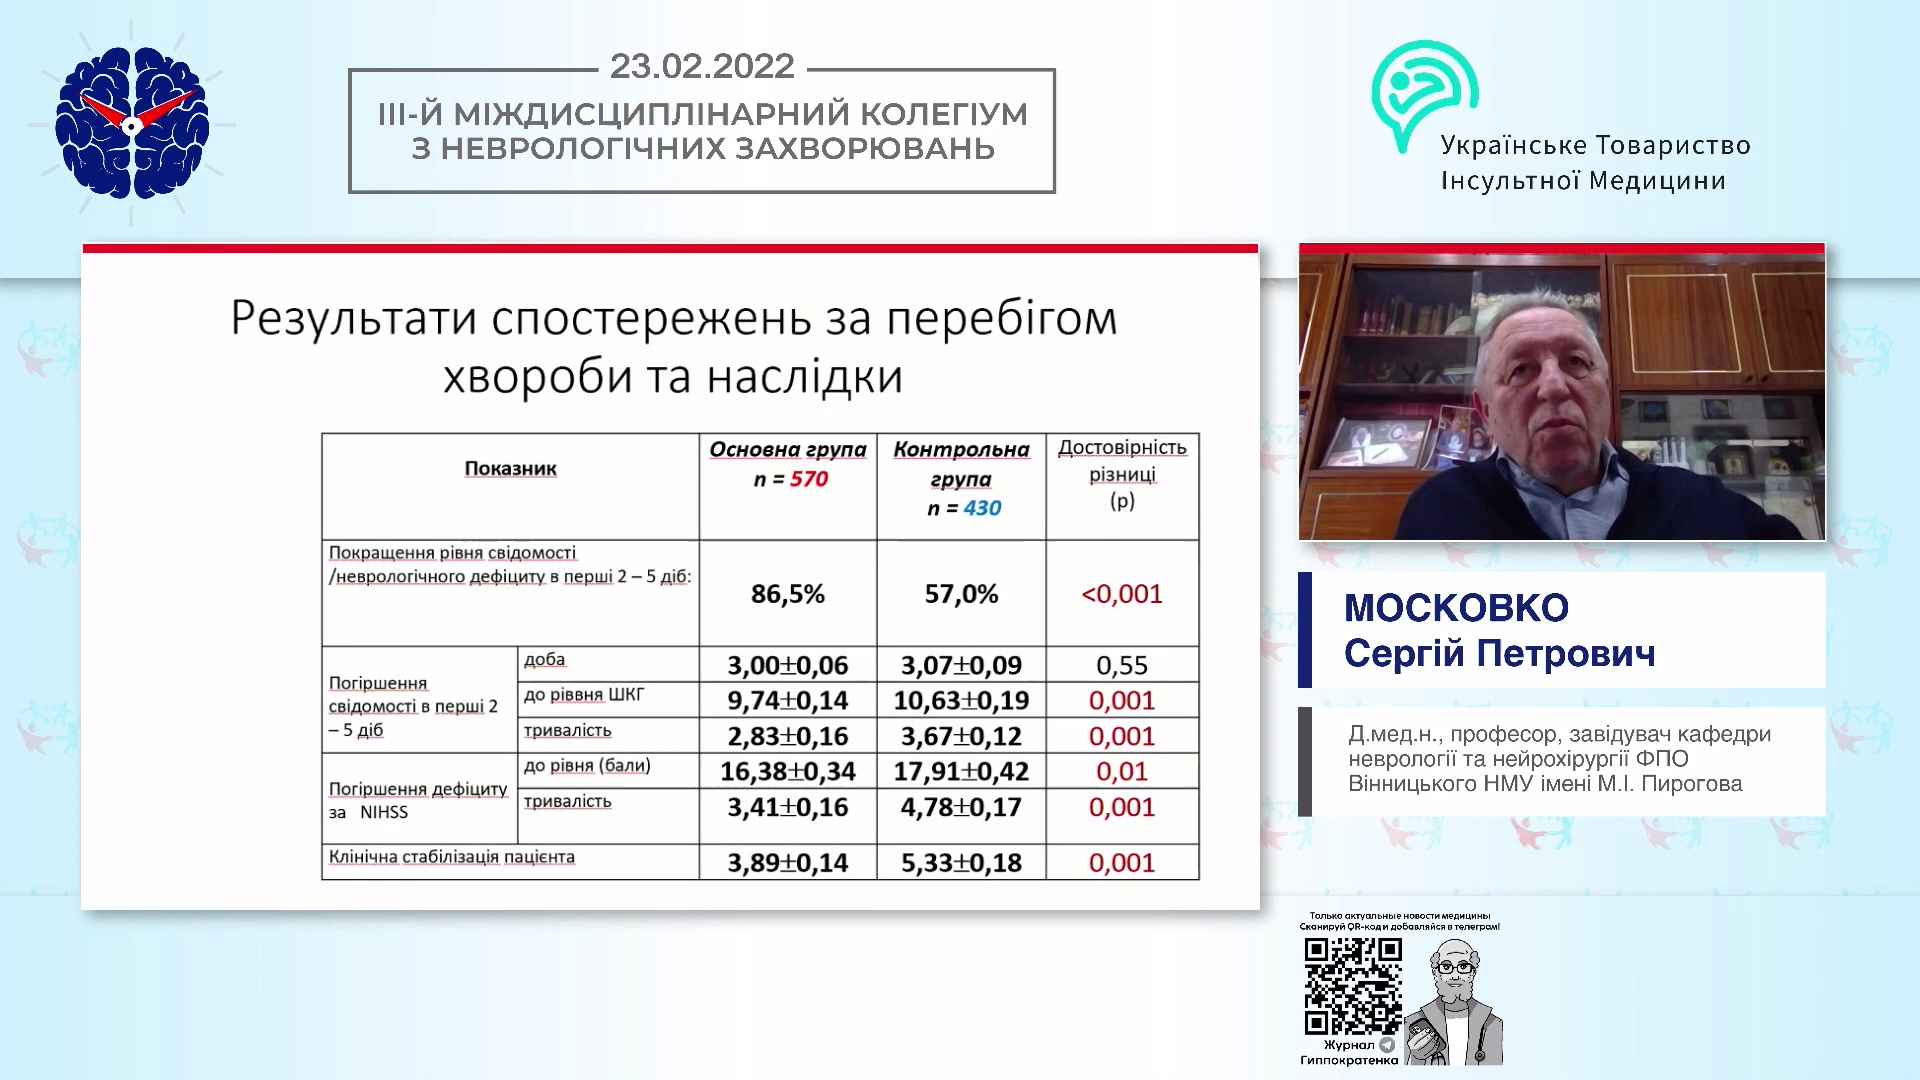 23.02.2022
ІІІ-Й МІЖДИСЦИПЛІНАРНИЙ КОЛЕГІУМ
З НЕВРОЛОГІЧНИХ ЗАХВОРЮВАНЬ
Українське Товариство
Інсультної Медицини
Результати спостережень за перебігом
хвороби та наслідки
Показник
Основна група
n = 570
Контрольна
група
n = 430
Достовірність
різниці
(p)
Покращення рівня свідомості
/неврологічного дефіциту в перші 2 – 5 діб:
86,5%
57,0%
<0,001
Погіршення
свідомості в перші 2
– 5 діб
доба
3,00±0,06
3,07±0,09
0,55
до ріввня ШКГ
9,74±0,14
10,63±0,19
0,001
тривалість
2,83±0,16
3,67±0,12
0,001
Погіршення дефіциту
за NIHSS
до рівня (бали)
16,38±0,34
17,91±0,42
0,01
тривалість
3,41±0,16
4,78±0,17
0,001
Клінічна стабілізація пацієнта
3,89±0,14
5,33±0,18
0,001
МОСКОВКО
Сергій Петрович
Д.мед.н., професор, завідувач кафедри
неврології та нейрохірургії ФПО
Вінницького НМУ імені М.І. Пирогова
Только актуальные новости медицины
Сканируй QR-код и добавляйся в телеграм!
Журнал
Гиппократенка